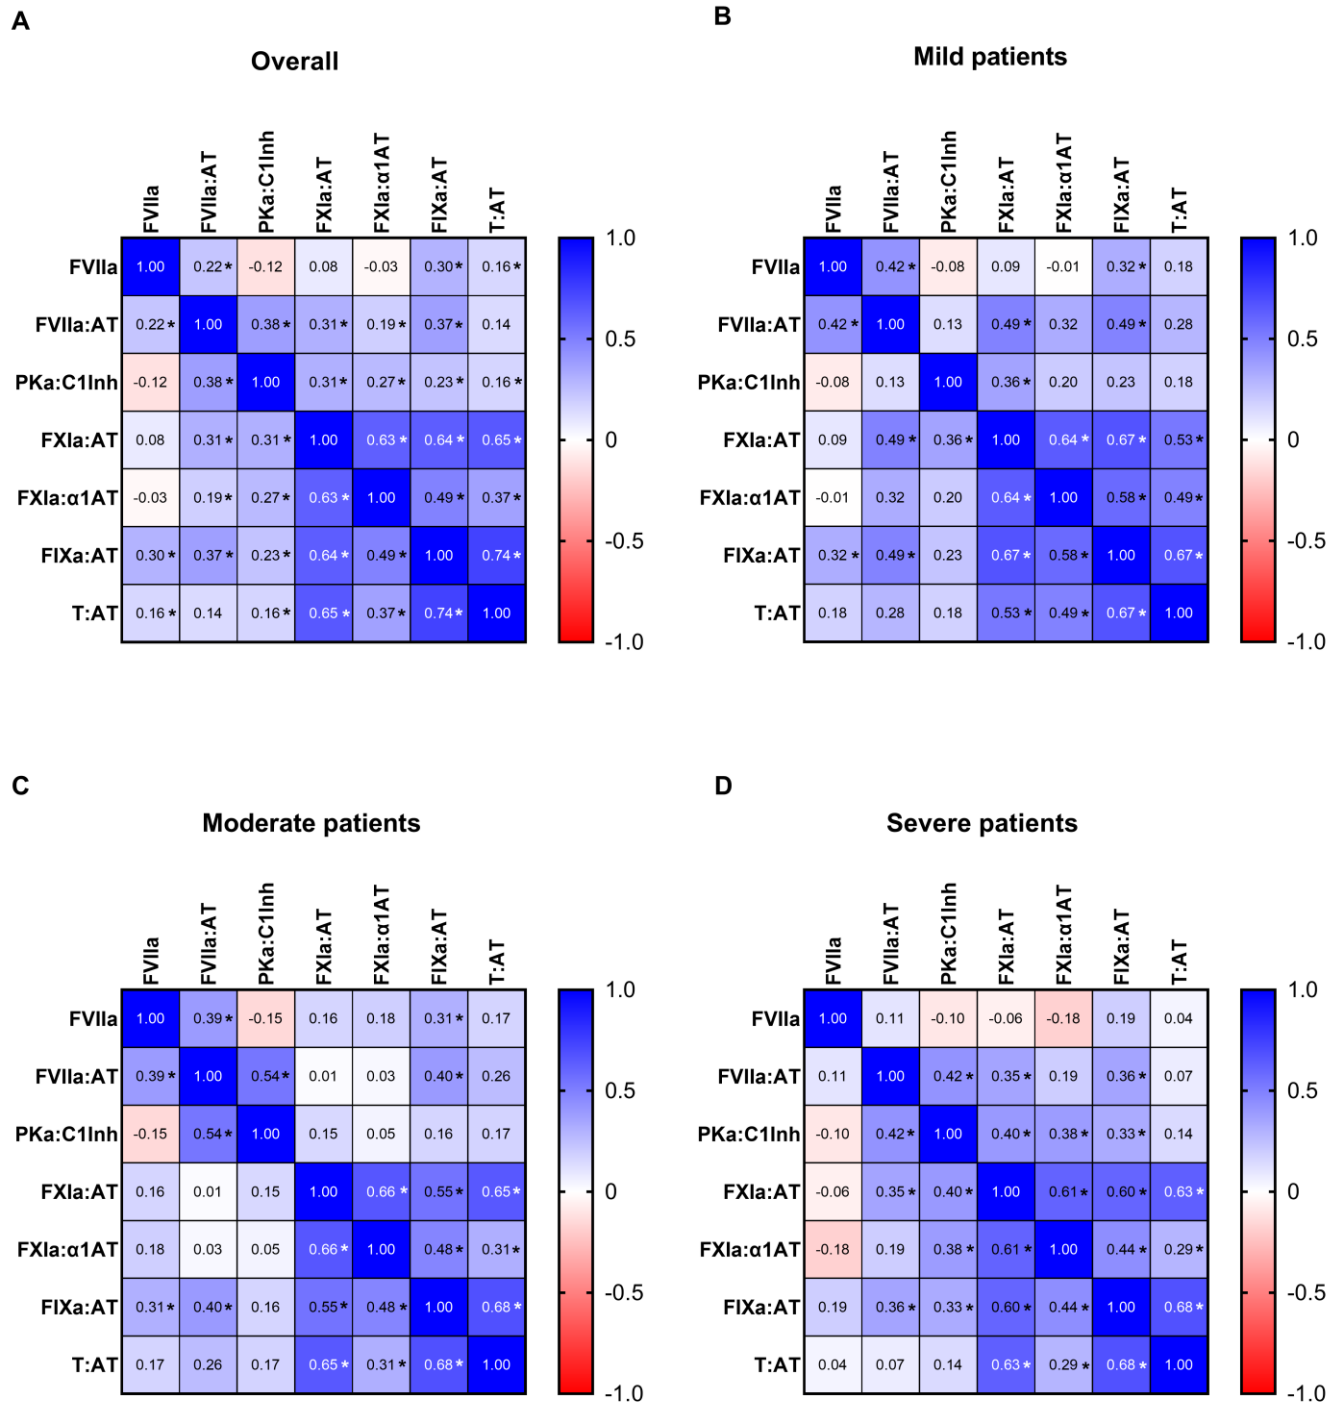 A
Overall
FVIIa FVIIa:AT PKa:C1Inh FXIa:AT FXIa:α1AT FIXa:AT T:AT
FVIIa 1.00 0.22* -0.12 0.08 -0.03 0.30* 0.16*
FVIIa:AT 0.22* 1.00 0.38* 0.31* 0.19* 0.37* 0.14
PKa:C1Inh -0.12 0.38* 1.00 0.31* 0.27* 0.23* 0.16*
FXIa:AT 0.08 0.31* 0.31* 1.00 0.63* 0.64* 0.65*
FXIa:α1AT -0.03 0.19* 0.27* 0.63* 1.00 0.49* 0.37*
FIXa:AT 0.30* 0.37* 0.23* 0.64* 0.49* 1.00 0.74*
T:AT 0.16* 0.14 0.16* 0.65* 0.37* 0.74* 1.00
1.0
0.5
0
-0.5
-1.0
B
Mild patients
FVIIa FVIIa:AT PKa:C1Inh FXIa:AT FXIa:α1AT FIXa:AT T:AT
FVIIa 1.00 0.42* -0.08 0.09 -0.01 0.32* 0.18
FVIIa:AT 0.42* 1.00 0.13 0.49* 0.32 0.49* 0.28
PKa:C1Inh -0.08 0.13 1.00 0.36* 0.20 0.23 0.18
FXIa:AT 0.09 0.49* 0.36* 1.00 0.64* 0.67* 0.53*
FXIa:α1AT -0.01 0.32 0.20 0.64* 1.00 0.58* 0.49*
FIXa:AT 0.32* 0.49* 0.23 0.67* 0.58* 1.00 0.67*
T:AT 0.18 0.28 0.18 0.53* 0.49* 0.67* 1.00
1.0
0.5
0
-0.5
-1.0
C
Moderate patients
FVIIa FVIIa:AT PKa:C1Inh FXIa:AT FXIa:α1AT FIXa:AT T:AT
FVIIa 1.00 0.39* -0.15 0.16 0.18 0.31* 0.17
FVIIa:AT 0.39* 1.00 0.54* 0.01 0.03 0.40* 0.26
PKa:C1Inh -0.15 0.54* 1.00 0.15 0.05 0.16 0.17
FXIa:AT 0.16 0.01 0.15 1.00 0.66* 0.55* 0.65*
FXIa:α1AT 0.18 0.03 0.05 0.66* 1.00 0.48* 0.31*
FIXa:AT 0.31* 0.40* 0.16 0.55* 0.48* 1.00 0.68*
T:AT 0.17 0.26 0.17 0.65* 0.31* 0.68* 1.00
1.0
0.5
0
-0.5
-1.0
D
Severe patients
FVIIa FVIIa:AT PKa:C1Inh FXIa:AT FXIa:α1AT FIXa:AT T:AT
FVIIa 1.00 0.11 -0.10 -0.06 -0.18 0.19 0.04
FVIIa:AT 0.11 1.00 0.42* 0.35* 0.19 0.36* 0.07
PKa:C1Inh -0.10 0.42* 1.00 0.40* 0.38* 0.33* 0.14
FXIa:AT -0.06 0.35* 0.40* 1.00 0.61* 0.60* 0.63*
FXIa:α1AT -0.18 0.19 0.38* 0.61* 1.00 0.44* 0.29*
FIXa:AT 0.19 0.36* 0.33* 0.60* 0.44* 1.00 0.68*
T:AT 0.04 0.07 0.14 0.63* 0.29* 0.68* 1.00
1.0
0.5
0
-0.5
-1.0